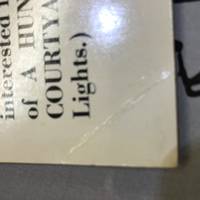 interested
of A HUN
COURTYA
Lights.)